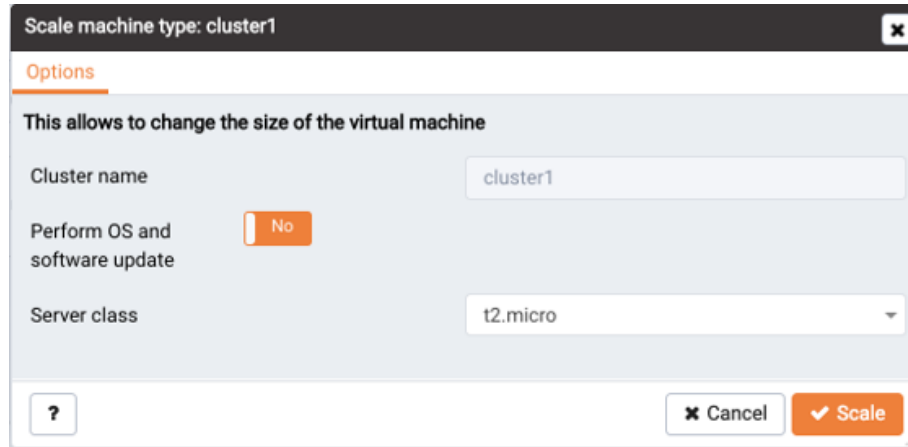 Scale machine type: cluster1
Options
This allows to change the size of the virtual machine
Cluster name
cluster1
Perform OS and
software update
No
Server class
t2.micro
?
Cancel
Scale